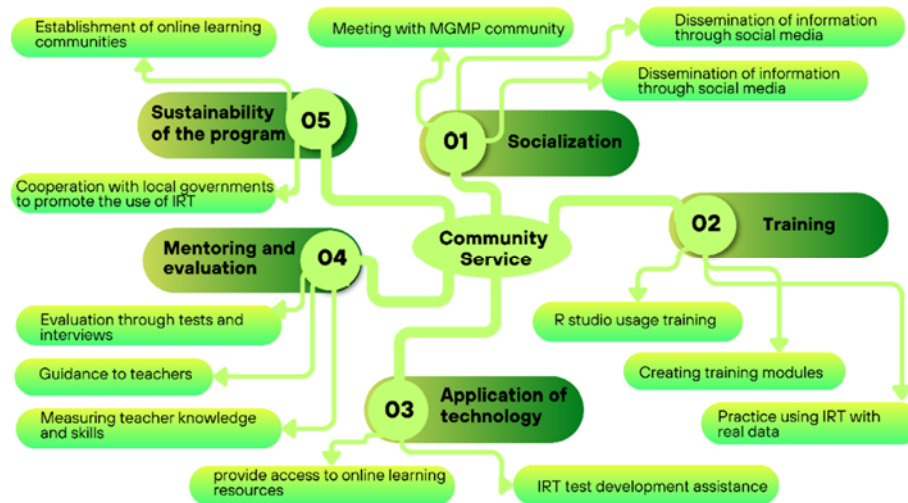 Establishment of online learning
communities
Meeting with MGMP community
Dissemination of information
through social media
Dissemination of information
through social media
Sustainability
of the program
05
01
Socialization
Cooperation with local governments
to promote the use of IRT
Community
Service
02
Training
Mentoring and
evaluation
04
Evaluation through tests and
interviews
R studio usage training
Guidance to teachers
Creating training modules
Measuring teacher knowledge
and skills
03
Application of
technology
Practice using IRT with
real data
provide access to online learning
resources
IRT test development assistance